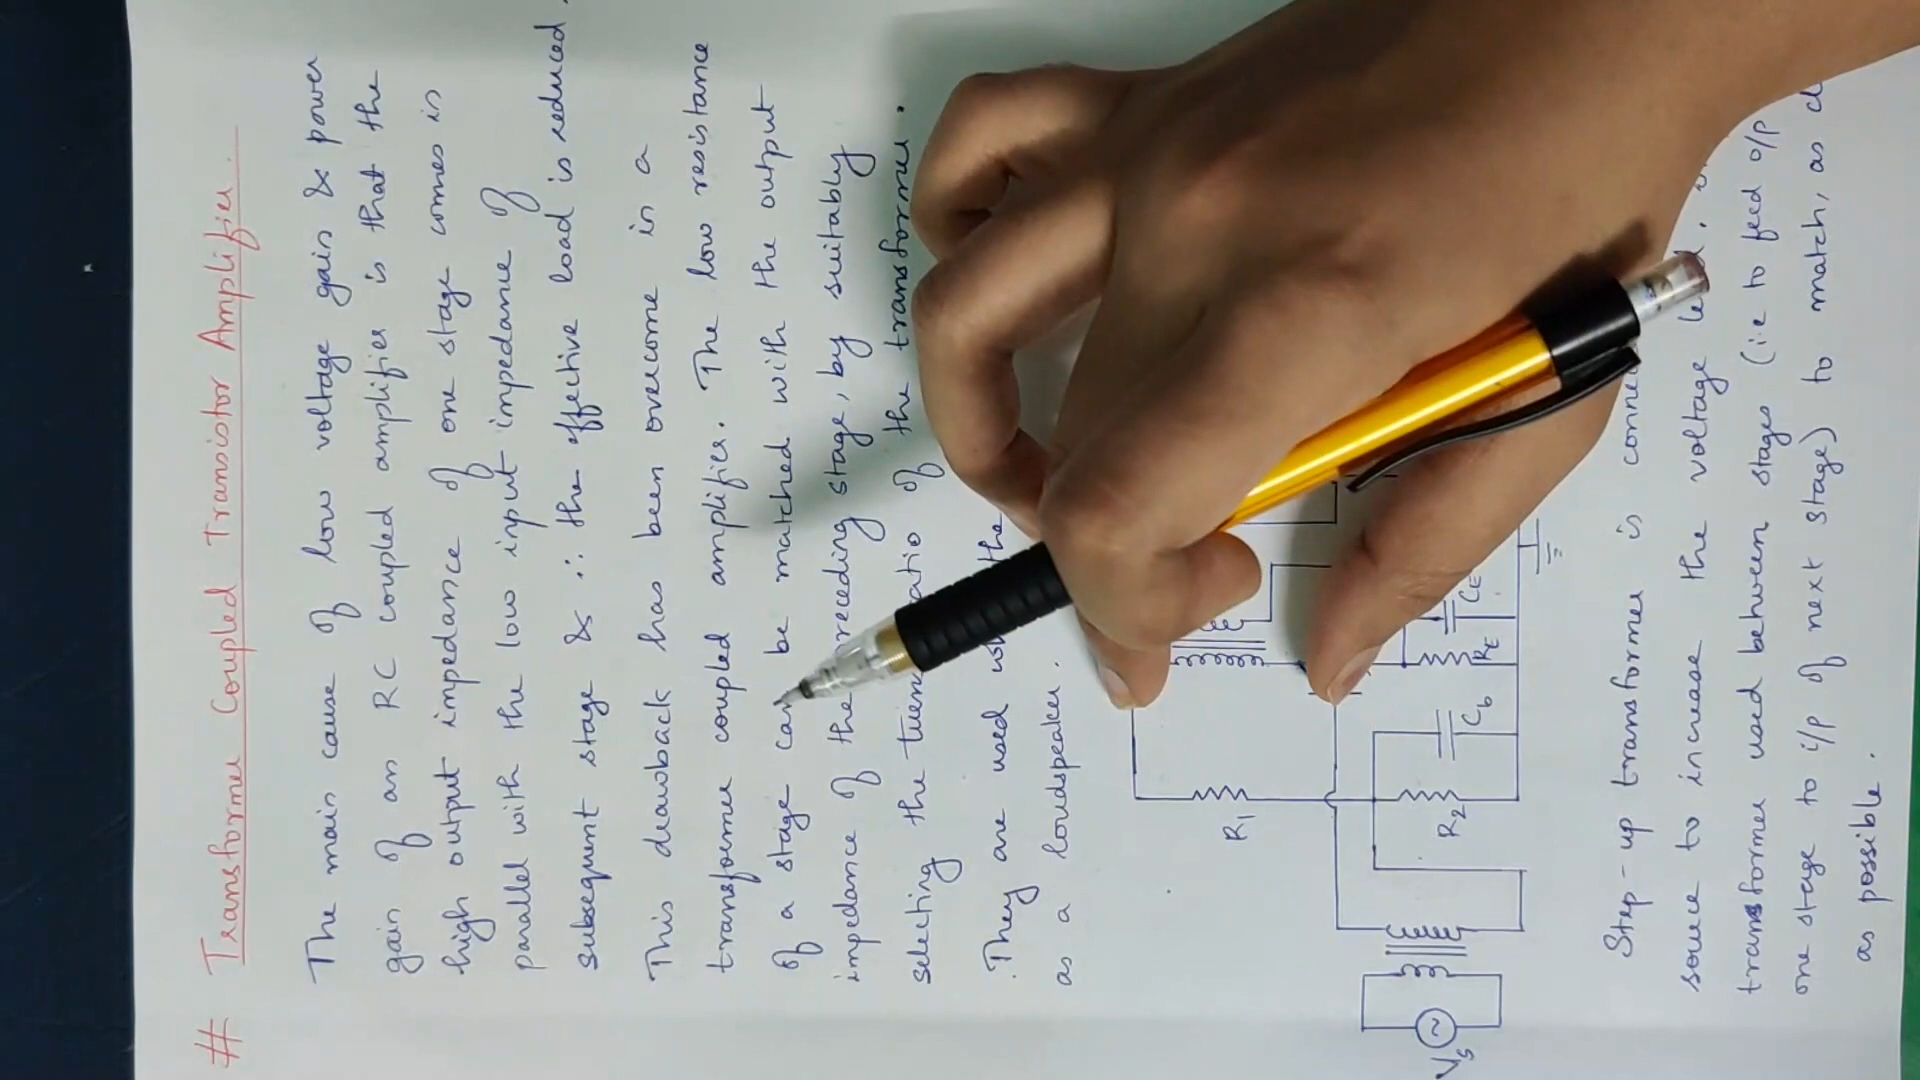 # Transformer Coupled Transistor Amplifier.
The main cause of low voltage gain & power
gain of an RC coupled amplifier is that the
high output impedance of one stage comes in
parallel with the low input impedance of
subsequent stage & ∴ the effective load is reduced.
This drawback has been overcome in a
transformer coupled amplifier. The low resistance
of a stage can be matched with the output
impedance of the preceding stage, by suitably
selecting the turns ratio of the transformer.
They are used the
as a loudspeaker.
R1
R2
Cb
RE
CE
Vs
~
Step-up transformer is
source to increase the voltage
transformer used between stages (i.e to feed o/p
one stage to i/p of next stage) to match, as
as possible.